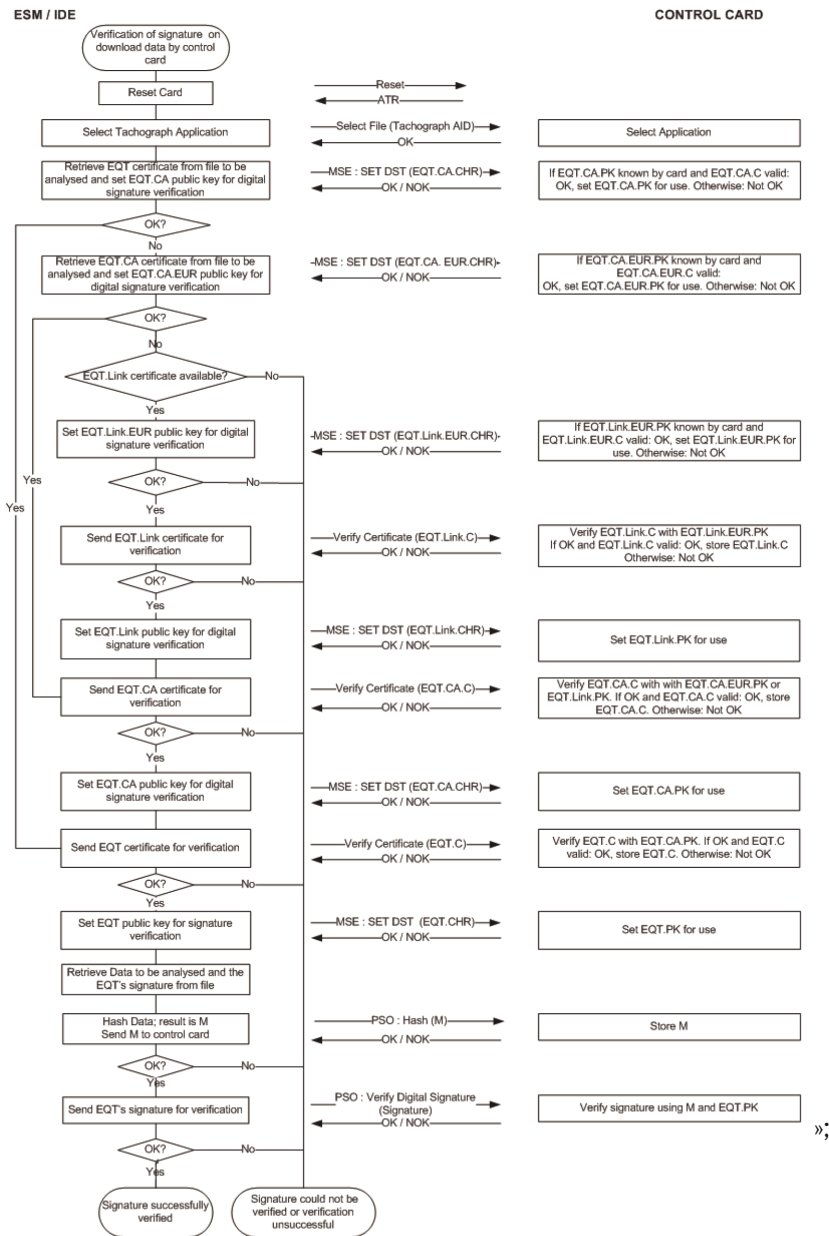 ESM / IDE
CONTROL CARD
Verification of signature on
download data by control
card
Reset Card
Reset
ATR
Select Tachograph Application
Select File (Tachograph AID)
OK
Select Application
Retrieve EQT certificate from file to be
analysed and set EQT.CA public key for digital
signature verification
MSE: SET DST (EQT.CA.CHR)
OK / NOK
If EQT.CA.PK known by card and EQT.CA.C valid:
OK, set EQT.CA.PK for use. Otherwise: Not OK
OK?
No
Retrieve EQT.CA certificate from file to be
analysed and set EQT.CA.EUR public key for
digital signature verification
MSE : SET DST (EQT.CA. EUR.CHR)
OK / NOK
If EQT.CA.EUR.PK known by card and
EQT.CA.EUR.C valid:
OK, set EQT.CA.EUR.PK for use. Otherwise: Not OK
OK?
No
EQT.Link certificate available?
No
Yes
Set EQT.Link.EUR public key for digital
signature verification
MSE : SET DST (EQT.Link.EUR.CHR)
OK / NOK
If EQT.Link.EUR.PK known by card and
EQT.Link.EUR.C valid: OK, set EQT.Link.EUR.PK for
use. Otherwise: Not OK
Yes
OK?
No
Yes
Yes
Send EQT.Link certificate for
verification
Verify Certificate (EQT.Link.C)
OK / NOK
Verify EQT.Link.C with EQT.Link.EUR.PK
If OK and EQT.Link.C valid: OK, store EQT.Link.C
Otherwise: Not OK
OK?
No
Yes
Set EQT.Link public key for digital
signature verification
MSE : SET DST (EQT.Link.CHR)
OK / NOK
Set EQT.Link.PK for use
Send EQT.CA certificate for
verification
Verify Certificate (EQT.CA.C)
OK / NOK
Verify EQT.CA.C with with EQT.CA.EUR.PK or
EQT.Link.PK. If OK and EQT.CA.C valid: OK, store
EQT.CA.C. Otherwise: Not OK
OK?
No
Yes
Set EQT.CA public key for digital
signature verification
MSE : SET DST (EQT.CA.CHR)
OK / NOK
Set EQT.CA.PK for use
Send EQT certificate for verification
Verify Certificate (EQT.C)
OK / NOK
Verify EQT.C with EQT.CA.PK. If OK and EQT.C
valid: OK, store EQT.C. Otherwise: Not OK
OK?
No
Yes
Set EQT public key for signature
verification
MSE : SET DST (EQT.CHR)
OK / NOK
Set EQT.PK for use
Retrieve Data to be analysed and the
EQT's signature from file
Hash Data; result is M
Send M to control card
PSO : Hash (M)
OK / NOK
Store M
OK?
No
Yes
Send EQT's signature for verification
PSO : Verify Digital Signature
(Signature)
OK / NOK
Verify signature using M and EQT.PK
»;
OK?
No
Yes
Signature successfully
verified
Signature could not be
verified or verification
unsuccessful